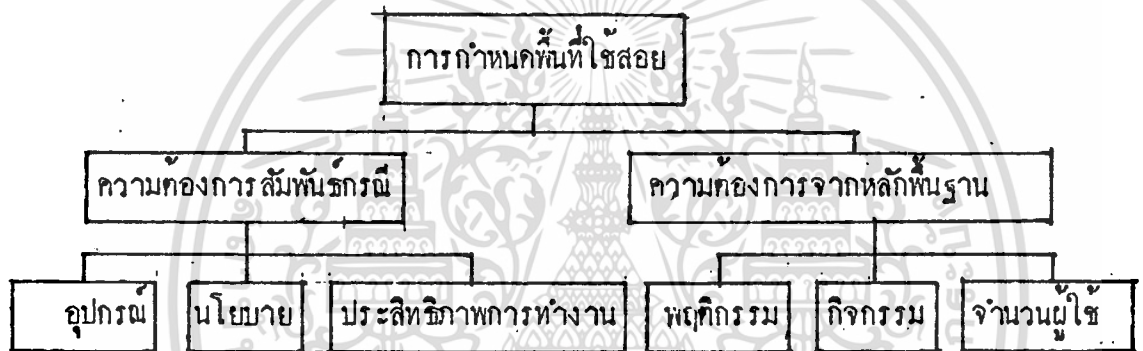 การกำหนดพื้นที่ใช้สอย
ความต้องการสัมพันธ์กรณี
ความต้องการจากหลักพื้นฐาน
อุปกรณ์
นโยบาย
ประสิทธิภาพการทำงาน
พฤติกรรม
กิจกรรม
จำนวนผู้ใช้